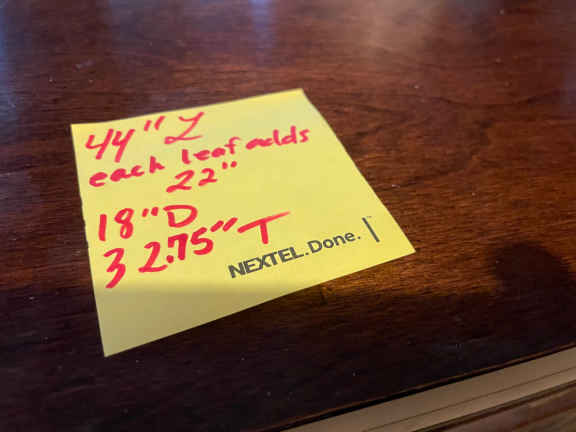 44" L
each leaf adds
22"
18" D
32.75" T
NEXTEL.Done.